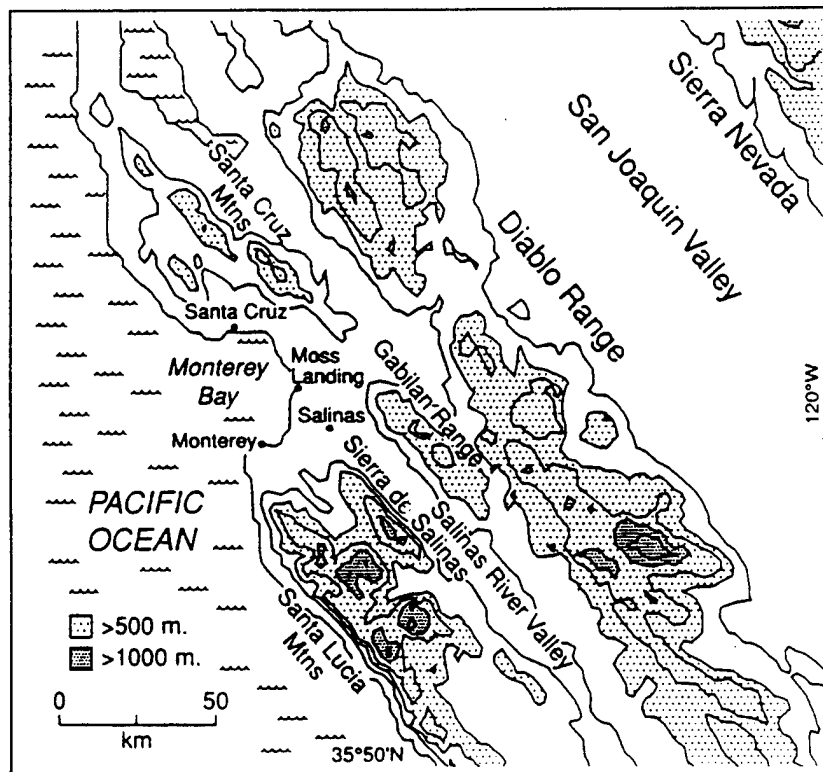 Sierra Nevada
San Joaquin Valley
Santa Cruz
Mtns
Diablo Range
Santa Cruz
Monterey
Bay
Moss
Landing
Gabilan Range
120°W
Salinas
Monterey
Sierra de Salinas
Salinas River Valley
PACIFIC
OCEAN
>500 m.
>1000 m.
Santa Lucia
Mtns
0 50
km
35°50'N